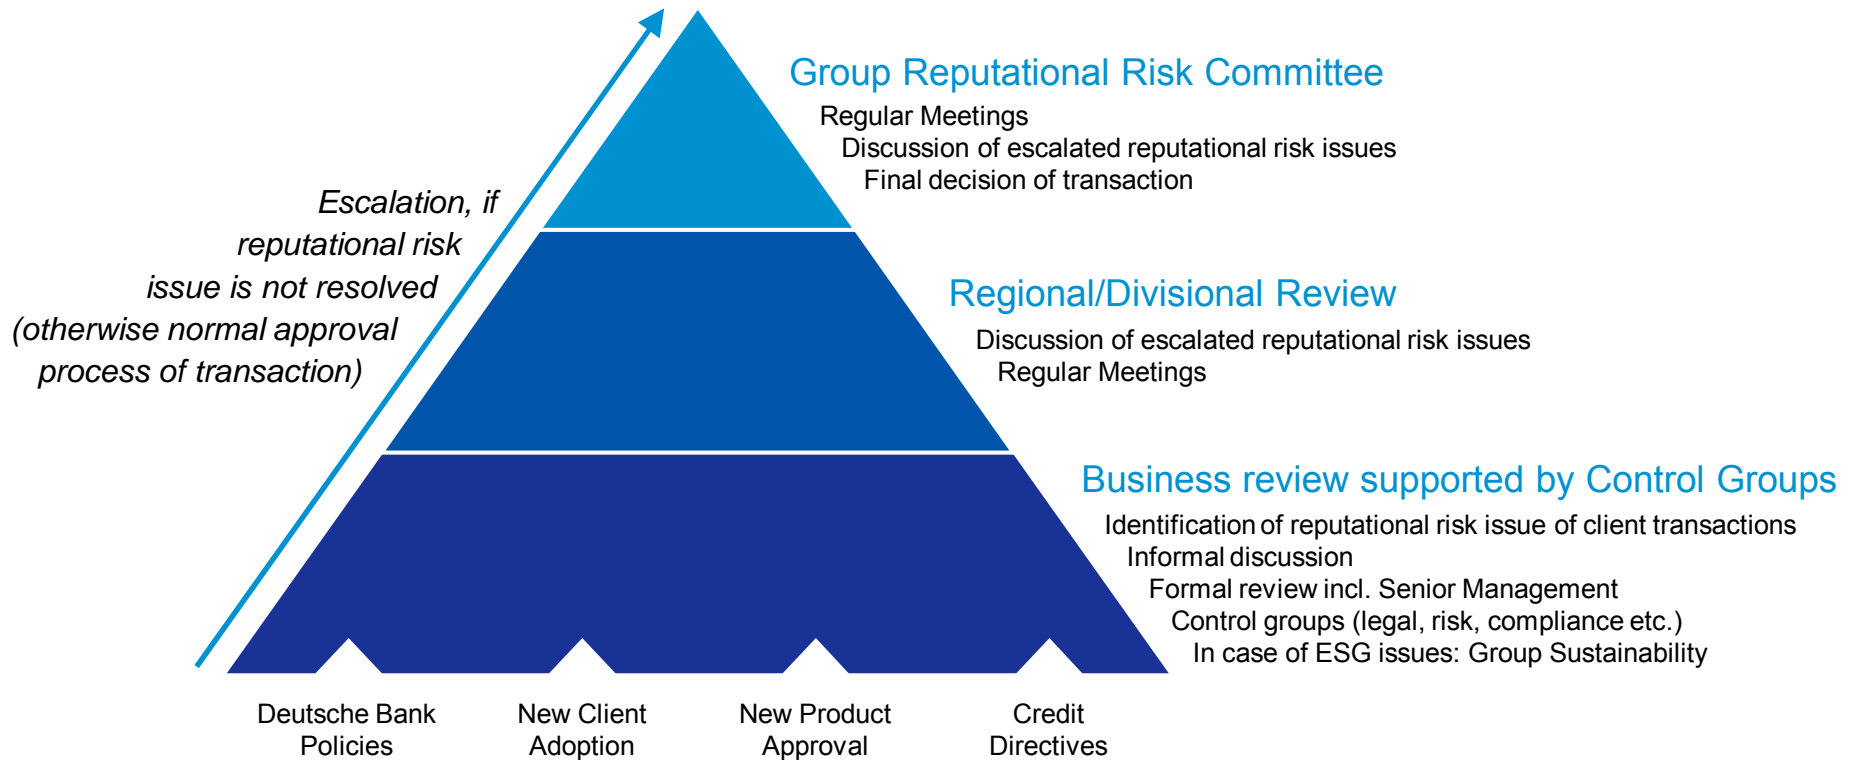 Group Reputational Risk Committee
Regular Meetings
Discussion of escalated reputational risk issues
Final decision of transaction
Escalation, if
reputational risk
issue is not resolved
(otherwise normal approval
process of transaction)
Regional/Divisional Review
Discussion of escalated reputational risk issues
Regular Meetings
Business review supported by Control Groups
Identification of reputational risk issue of client transactions
Informal discussion
Formal review incl. Senior Management
Control groups (legal, risk, compliance etc.)
In case of ESG issues: Group Sustainability
Deutsche Bank
Policies
New Client
Adoption
New Product
Approval
Credit
Directives